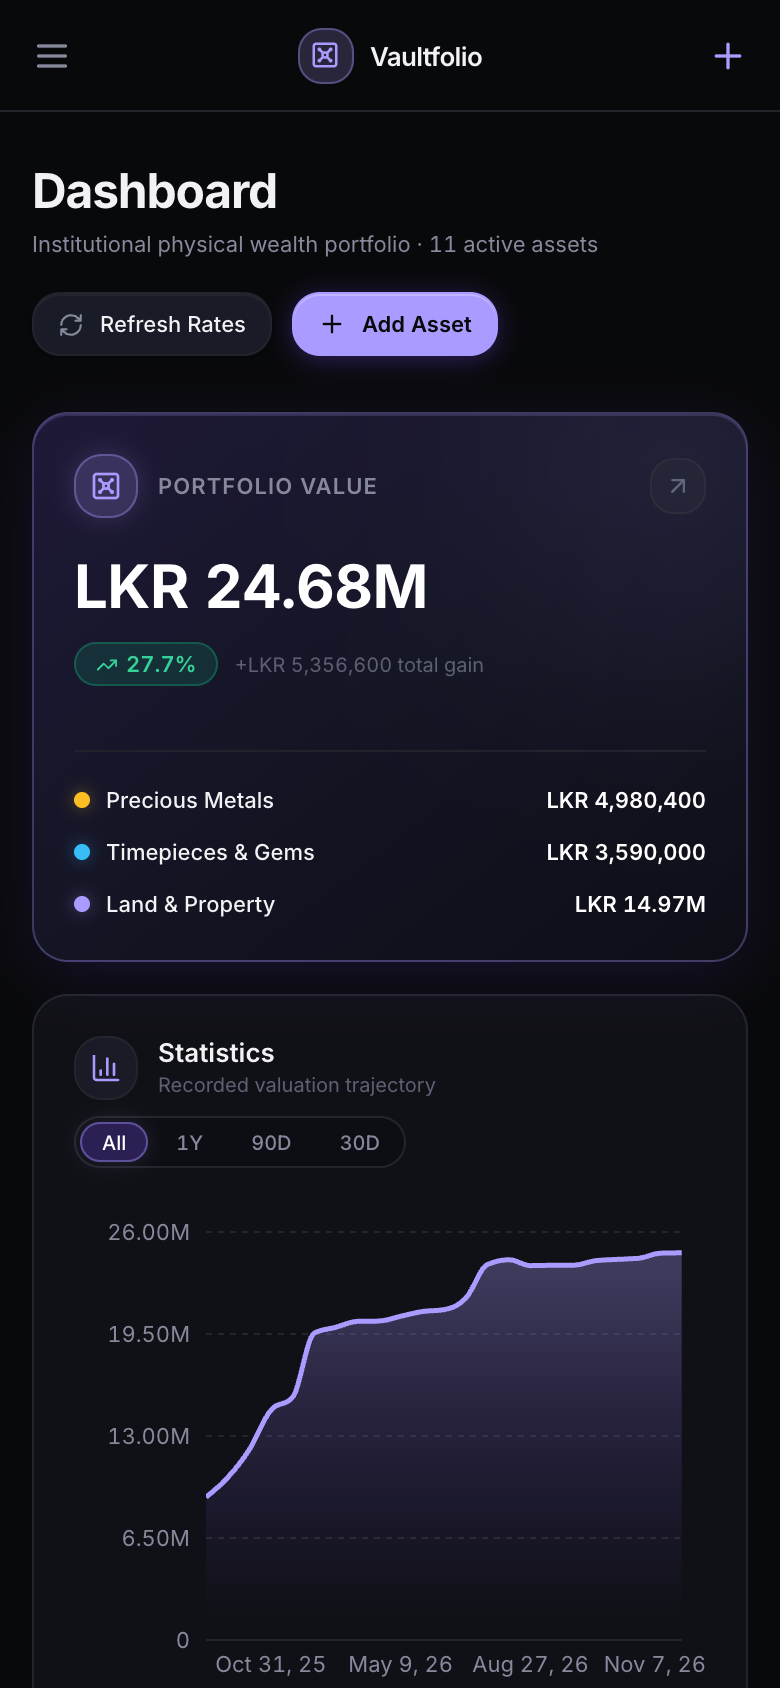 Vaultfolio
Dashboard
Institutional physical wealth portfolio · 11 active assets
Refresh Rates
Add Asset
PORTFOLIO VALUE
LKR 24.68M
27.7% +LKR 5,356,600 total gain
Precious Metals LKR 4,980,400
Timepieces & Gems LKR 3,590,000
Land & Property LKR 14.97M
Statistics
Recorded valuation trajectory
All 1Y 90D 30D
26.00M
19.50M
13.00M
6.50M
0
Oct 31, 25 May 9, 26 Aug 27, 26 Nov 7, 26